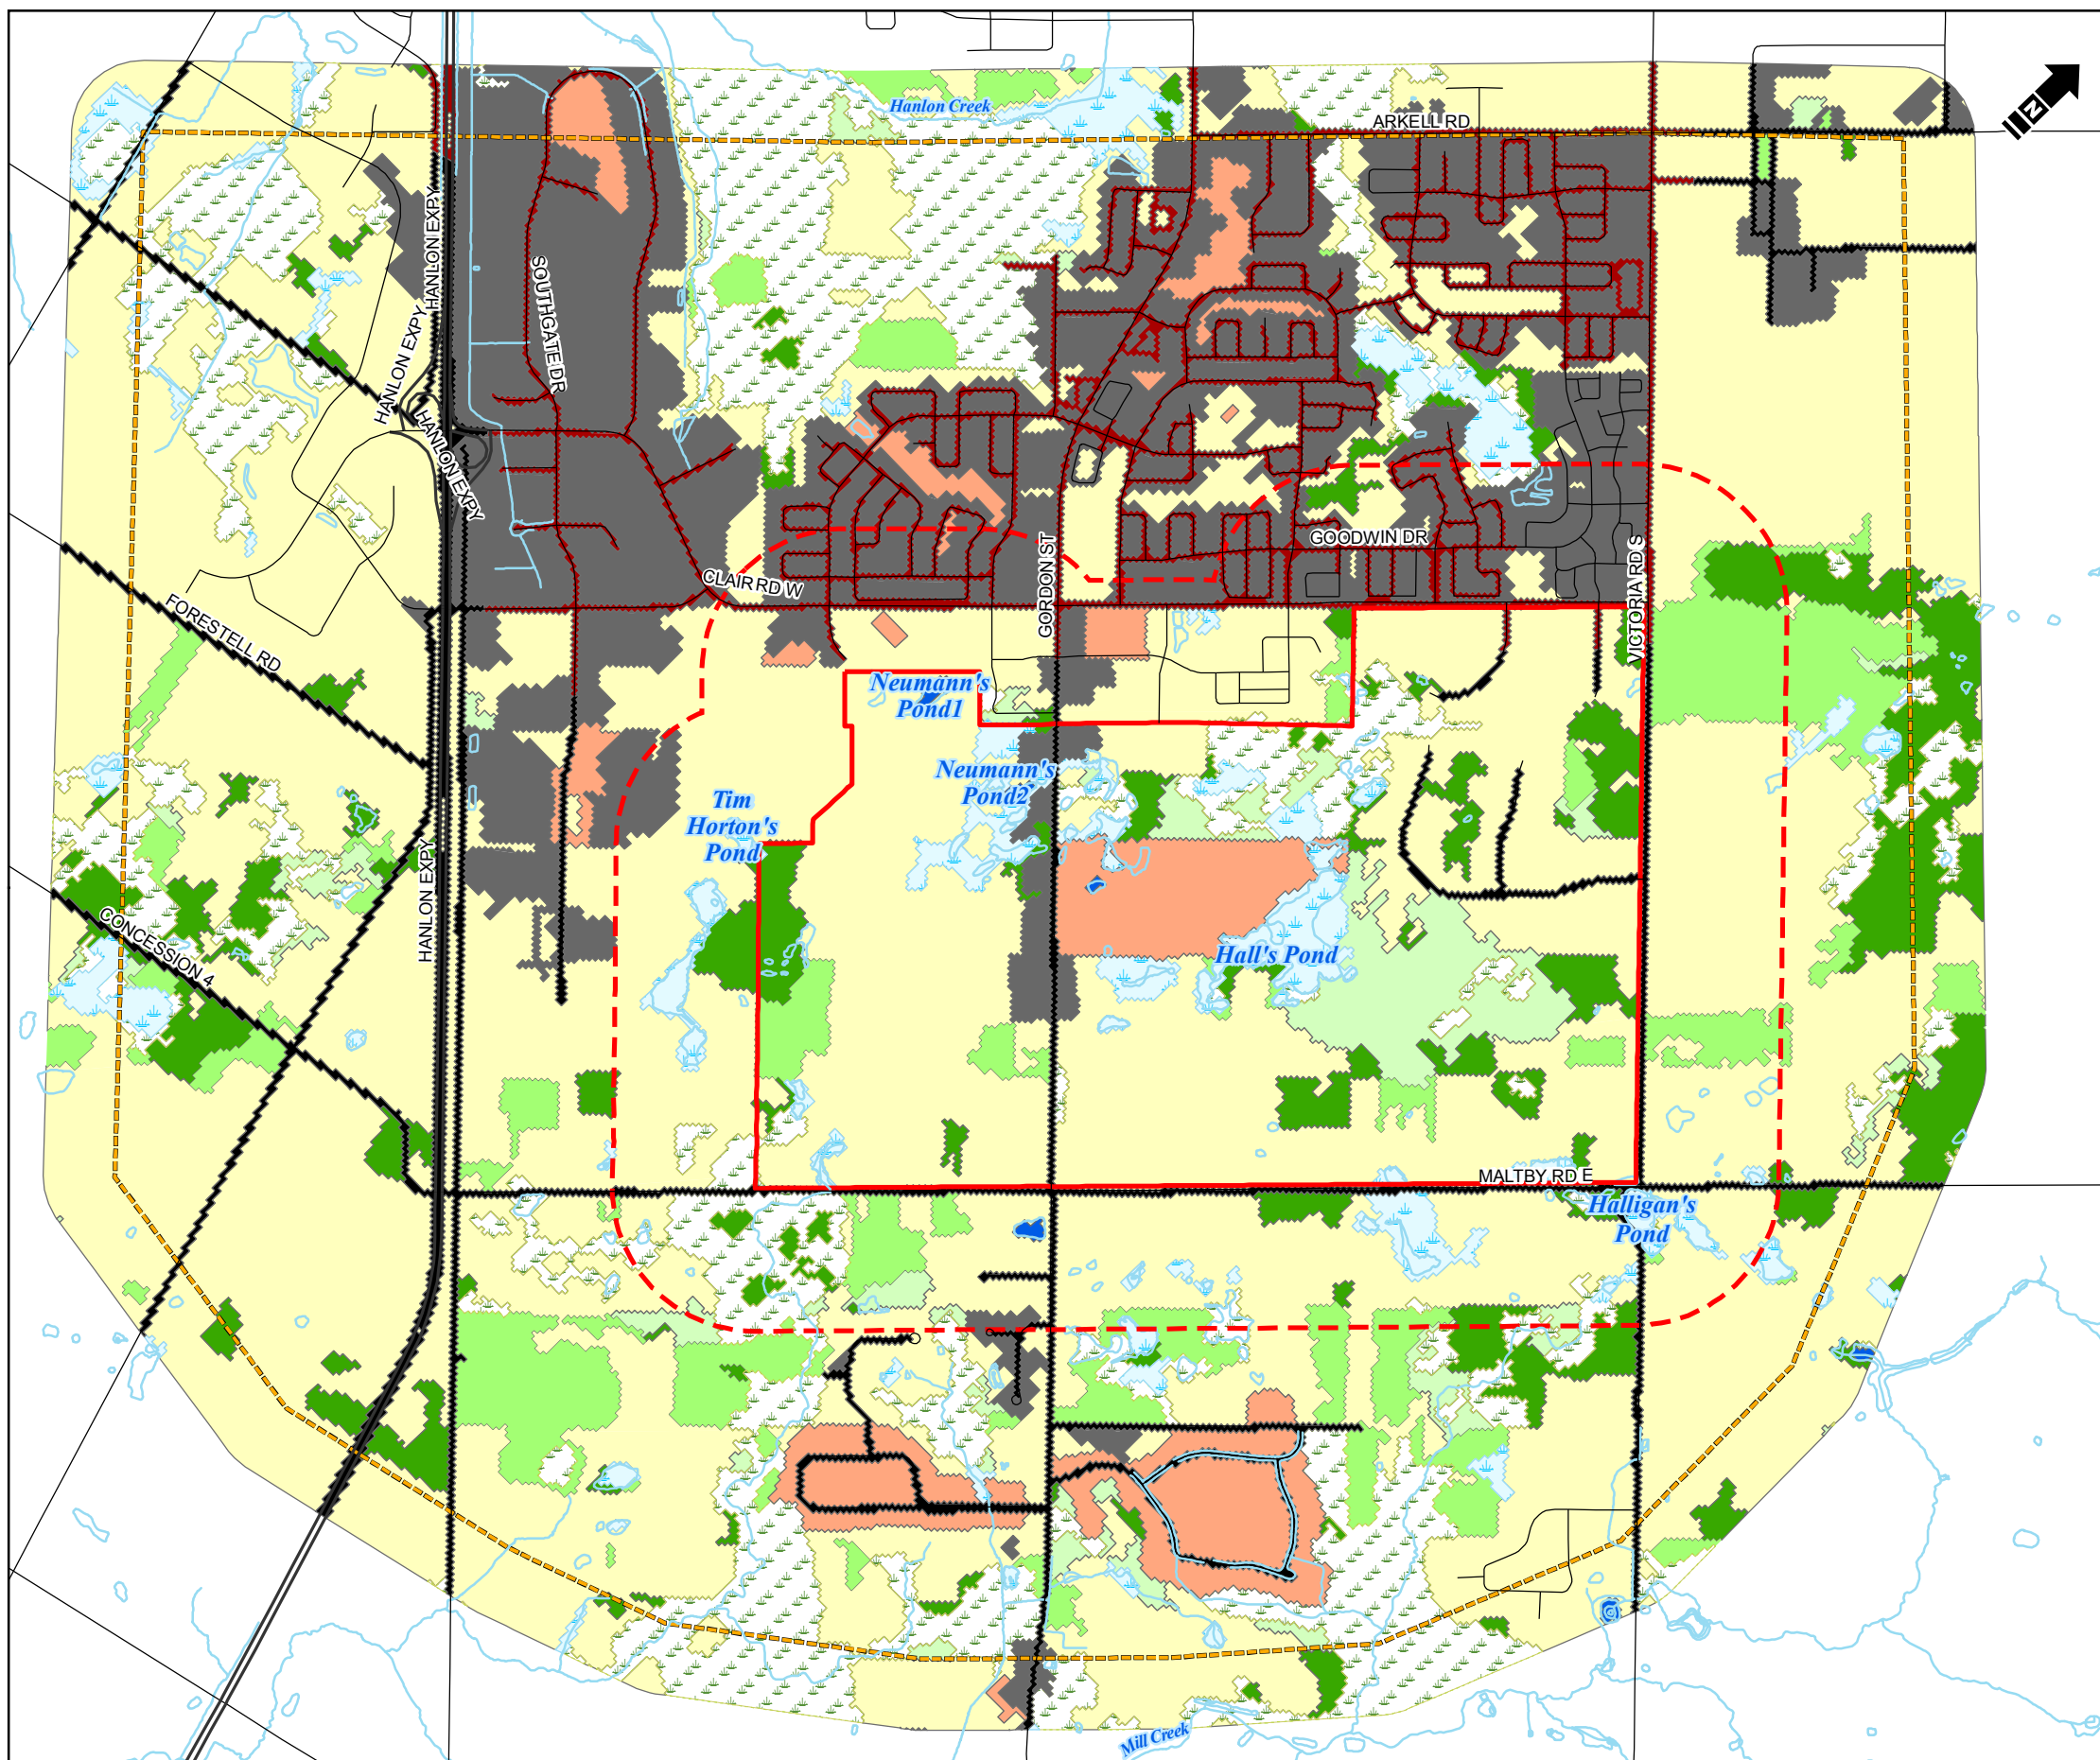 Hanlon Creek
ARKELL RD
N
HANLON EXPY
SOUTHGATE DR
HANLON EXPY
HANLON EXPY
GOODWIN DR
GORDON ST
VICTORIA RD S
CLAIR RD W
FORESTELL RD
Neumann's
Pond1
Neumann's
Pond2
Tim
Horton's
Pond
HANLON EXPY
CONCESSION 4
Hall's Pond
MALTBY RD E
Halligan's
Pond
Mill Creek